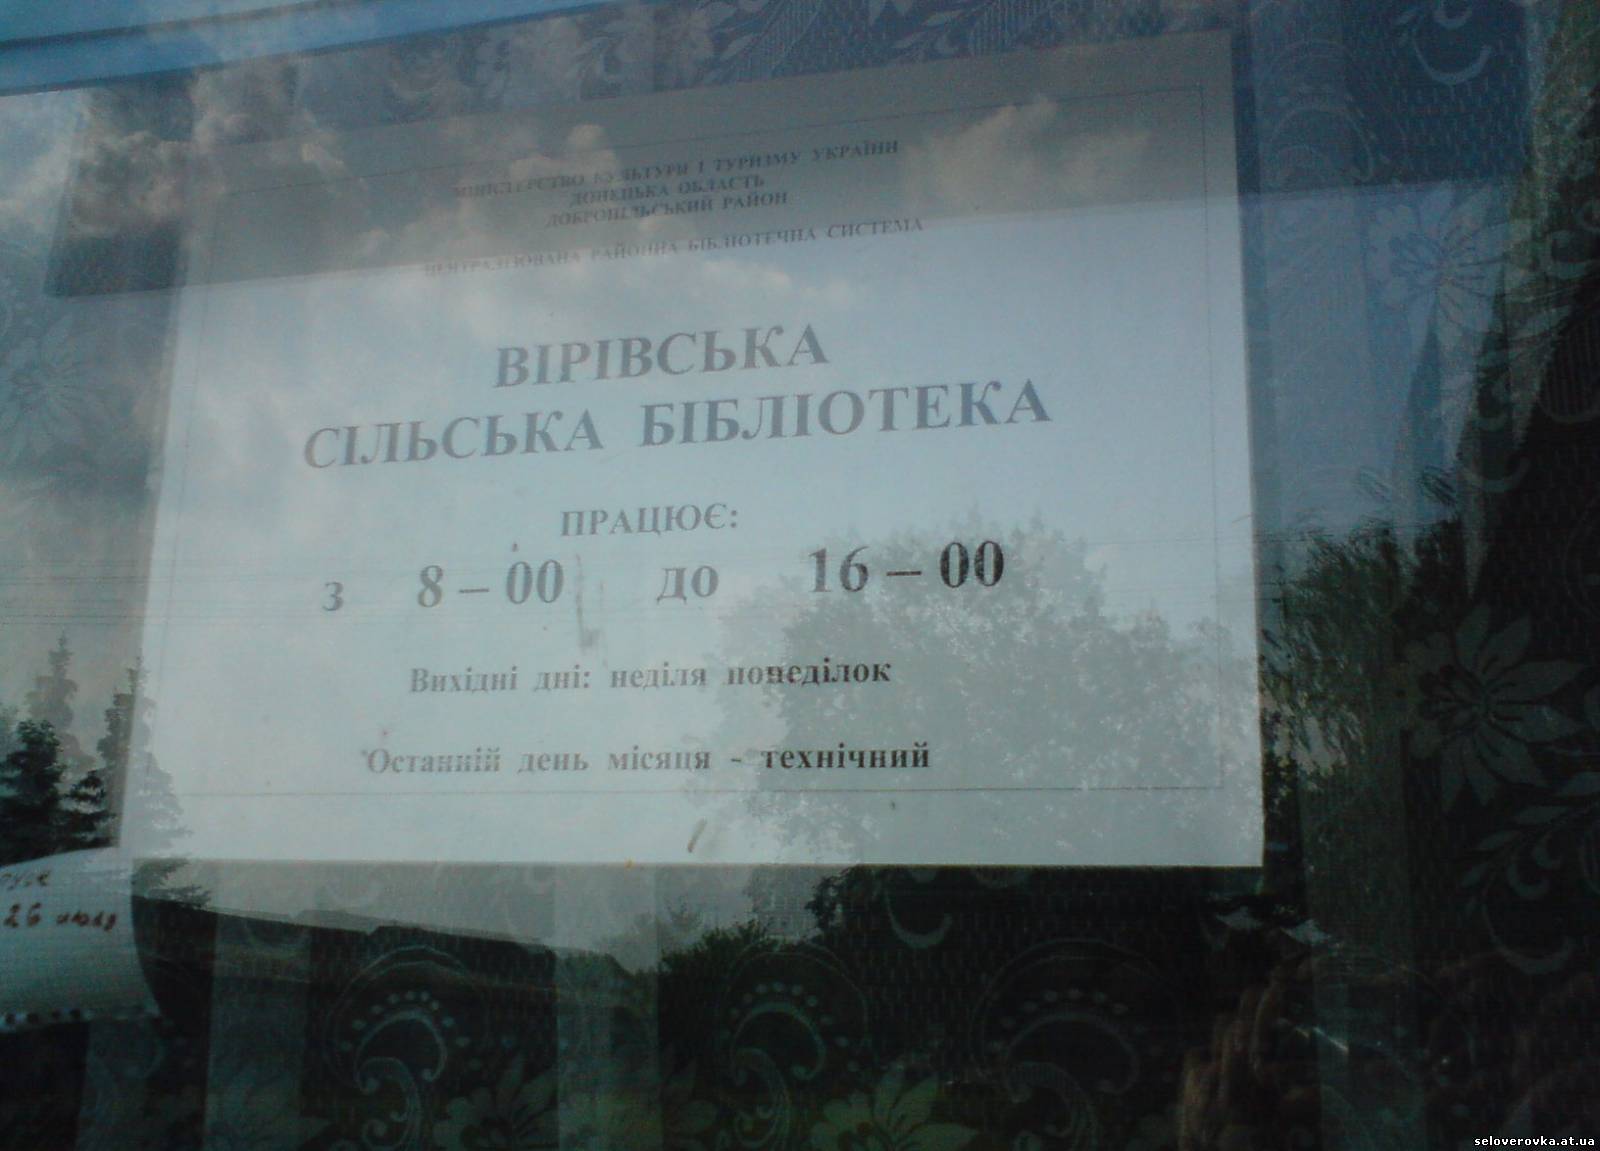 МІНІСТЕРСТВО КУЛЬТУРИ І ТУРИЗМУ УКРАЇНИ
ДОНЕЦЬКА ОБЛАСТЬ
ДОБРОПІЛЬСЬКИЙ РАЙОН
ЦЕНТРАЛІЗОВАНА РАЙОННА БІБЛІОТЕЧНА СИСТЕМА
ВІРІВСЬКА
СІЛЬСЬКА БІБЛІОТЕКА
ПРАЦЮЄ:
з 8 – 00 до 16 – 00
Вихідні дні: неділя понеділок
Останній день місяця - технічний
26 июля
seloverovka.at.ua